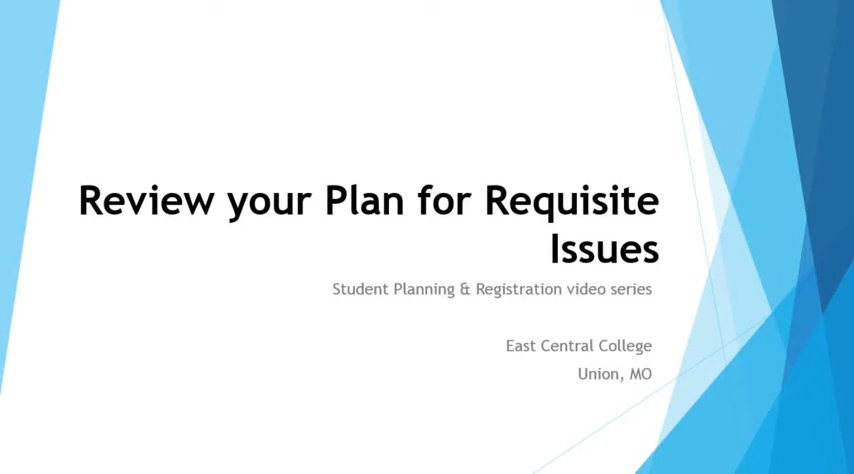 Review your Plan for Requisite
Issues
Student Planning & Registration video series
East Central College
Union, MO